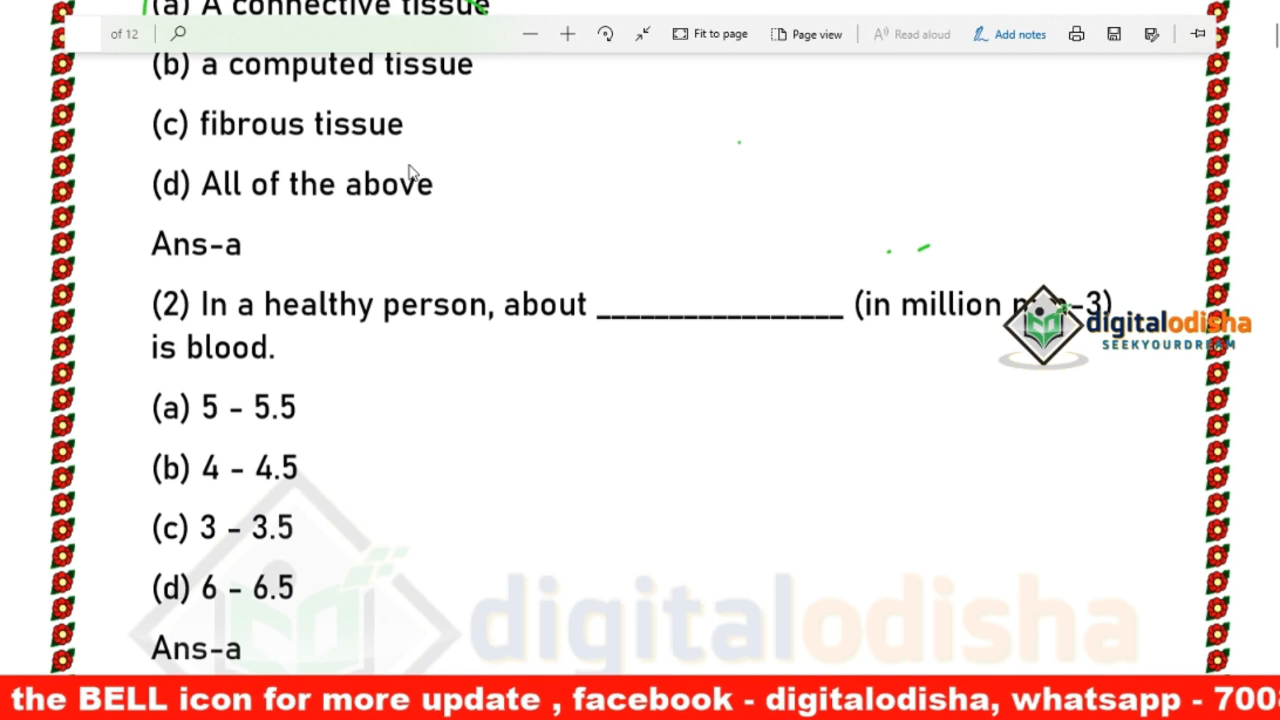 (a) A connective tissue
of 12
Fit to page
Page view
Read aloud
Add notes
(b) a computed tissue
(c) fibrous tissue
(d) All of the above
Ans-a
(2) In a healthy person, about _________________ (in million -3)
is blood.
digitalodisha
SEEKYOURDREAM
(a) 5 - 5.5
(b) 4 - 4.5
(c) 3 - 3.5
(d) 6 - 6.5
digitalodisha
Ans-a
the BELL icon for more update , facebook - digitalodisha, whatsapp - 700